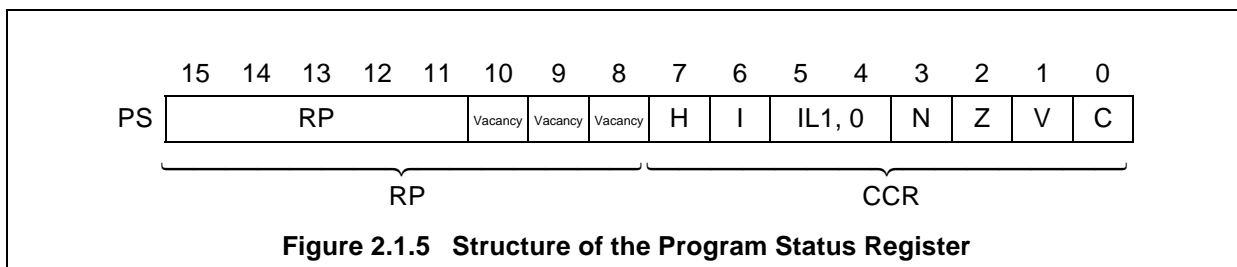 15 14 13 12 11 10 9 8 7 6 5 4 3 2 1 0
PS RP Vacancy Vacancy Vacancy H I IL1, 0 N Z V C
RP CCR
Figure 2.1.5 Structure of the Program Status Register